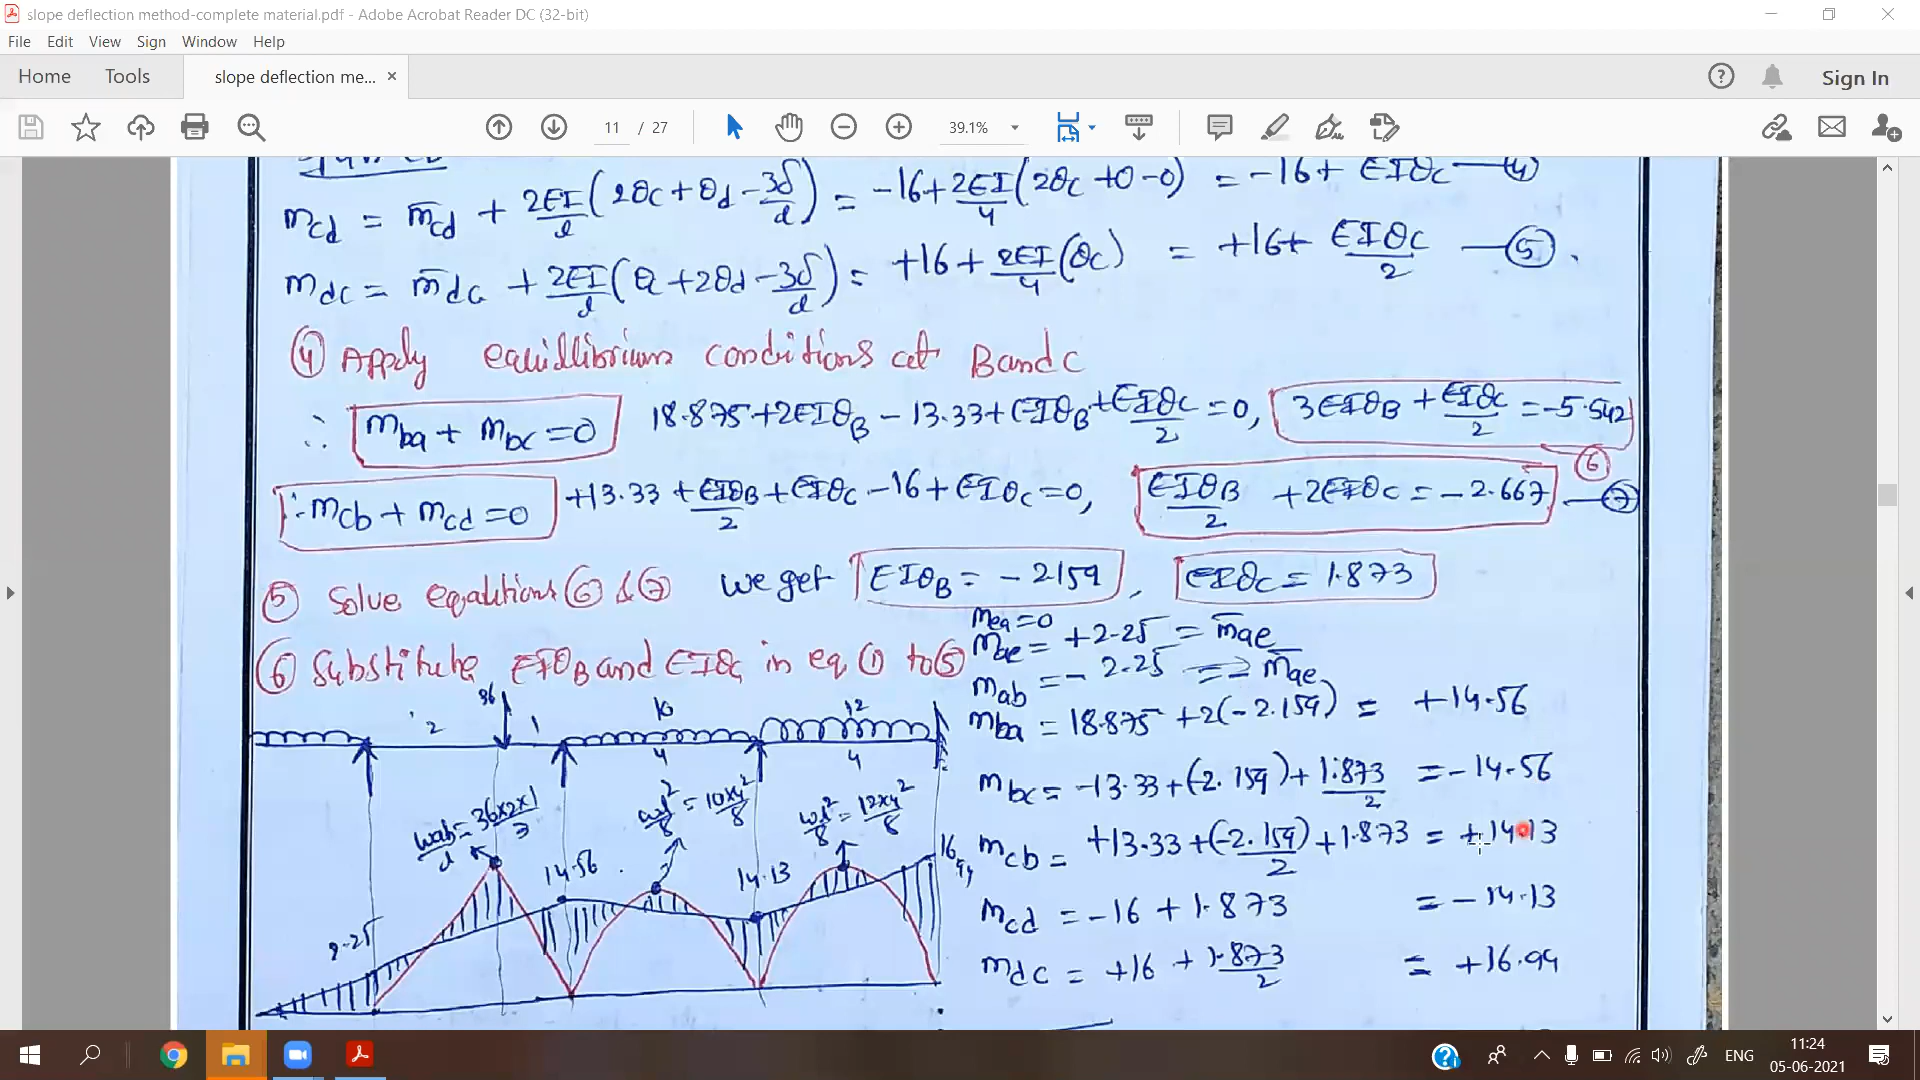 slope deflection method-complete material.pdf - Adobe Acrobat Reader DC (32-bit)
File Edit View Sign Window Help
Home Tools slope deflection me... × Sign In
11 / 27 39.1%
mcd = m̅cd + 2EI/l (2θc + θd - 3δ/l) = -16 + 2EI/4 (2θc + 0 - 0) = -16 + EIθc — (4)
mdc = m̅dc + 2EI/l (θc + 2θd - 3δ/l) = +16 + 2EI/4 (θc) = +16 + EIθc/2 — (5).
(4) Apply equillibrium conditions at B and C
∴ mba + mbc = 0 18.875 + 2EIθB - 13.33 + EIθB + EIθc/2 = 0, 3EIθB + EIθc/2 = -5.542
(6)
∴ mcb + mcd = 0 +13.33 + EIθB/2 + EIθc - 16 + EIθc = 0, EIθB/2 + 2EIθc = -2.667 — (7)
(5) Solve equations (6) & (7) we get EIθB = -2.159, EIθc = 1.873
(6) Substitute EIθB and EIθc in eq (1) to (5)
mea = 0
mae = +2.25 = m̅ae
mab = -2.25 => m̅ae
mba = 18.875 + 2(-2.159) = +14.56
mbc = -13.33 + (-2.159) + 1.873/2 = -14.56
mcb = +13.33 + (-2.159)/2 + 1.873 = +14.13
mcd = -16 + 1.873 = -14.13
mdc = +16 + 1.873/2 = +16.94
2 36 1 10 12
4 4
wab/l = 36x2x1/3 wl²/8 = 10x4²/8 wl²/8 = 12x4²/8
2.25 14.56 14.13 16.94
ENG
11:24
05-06-2021